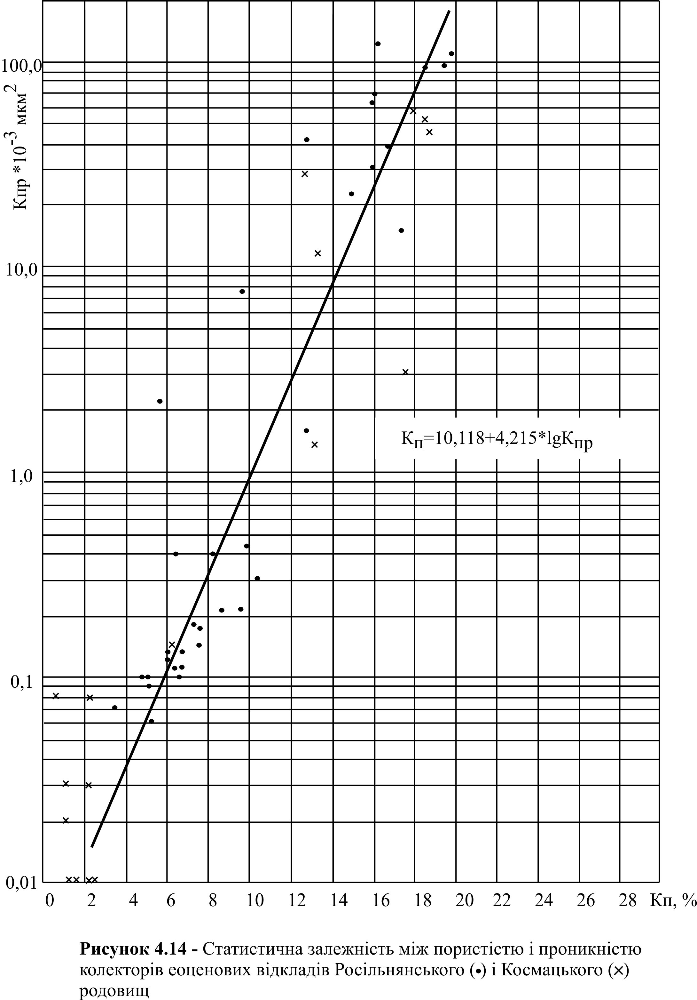 100,0
Кпр *10-3 мкм2
10,0
Кп=10,118+4,215*lgКпр
1,0
0,1
0,01
0 2 4 6 8 10 12 14 16 18 20 22 24 26 28 Кп, %
Рисунок 4.14 - Статистична залежність між пористістю і проникністю
колекторів еоценових відкладів Росільнянського (•) і Космацького (×)
родовищ